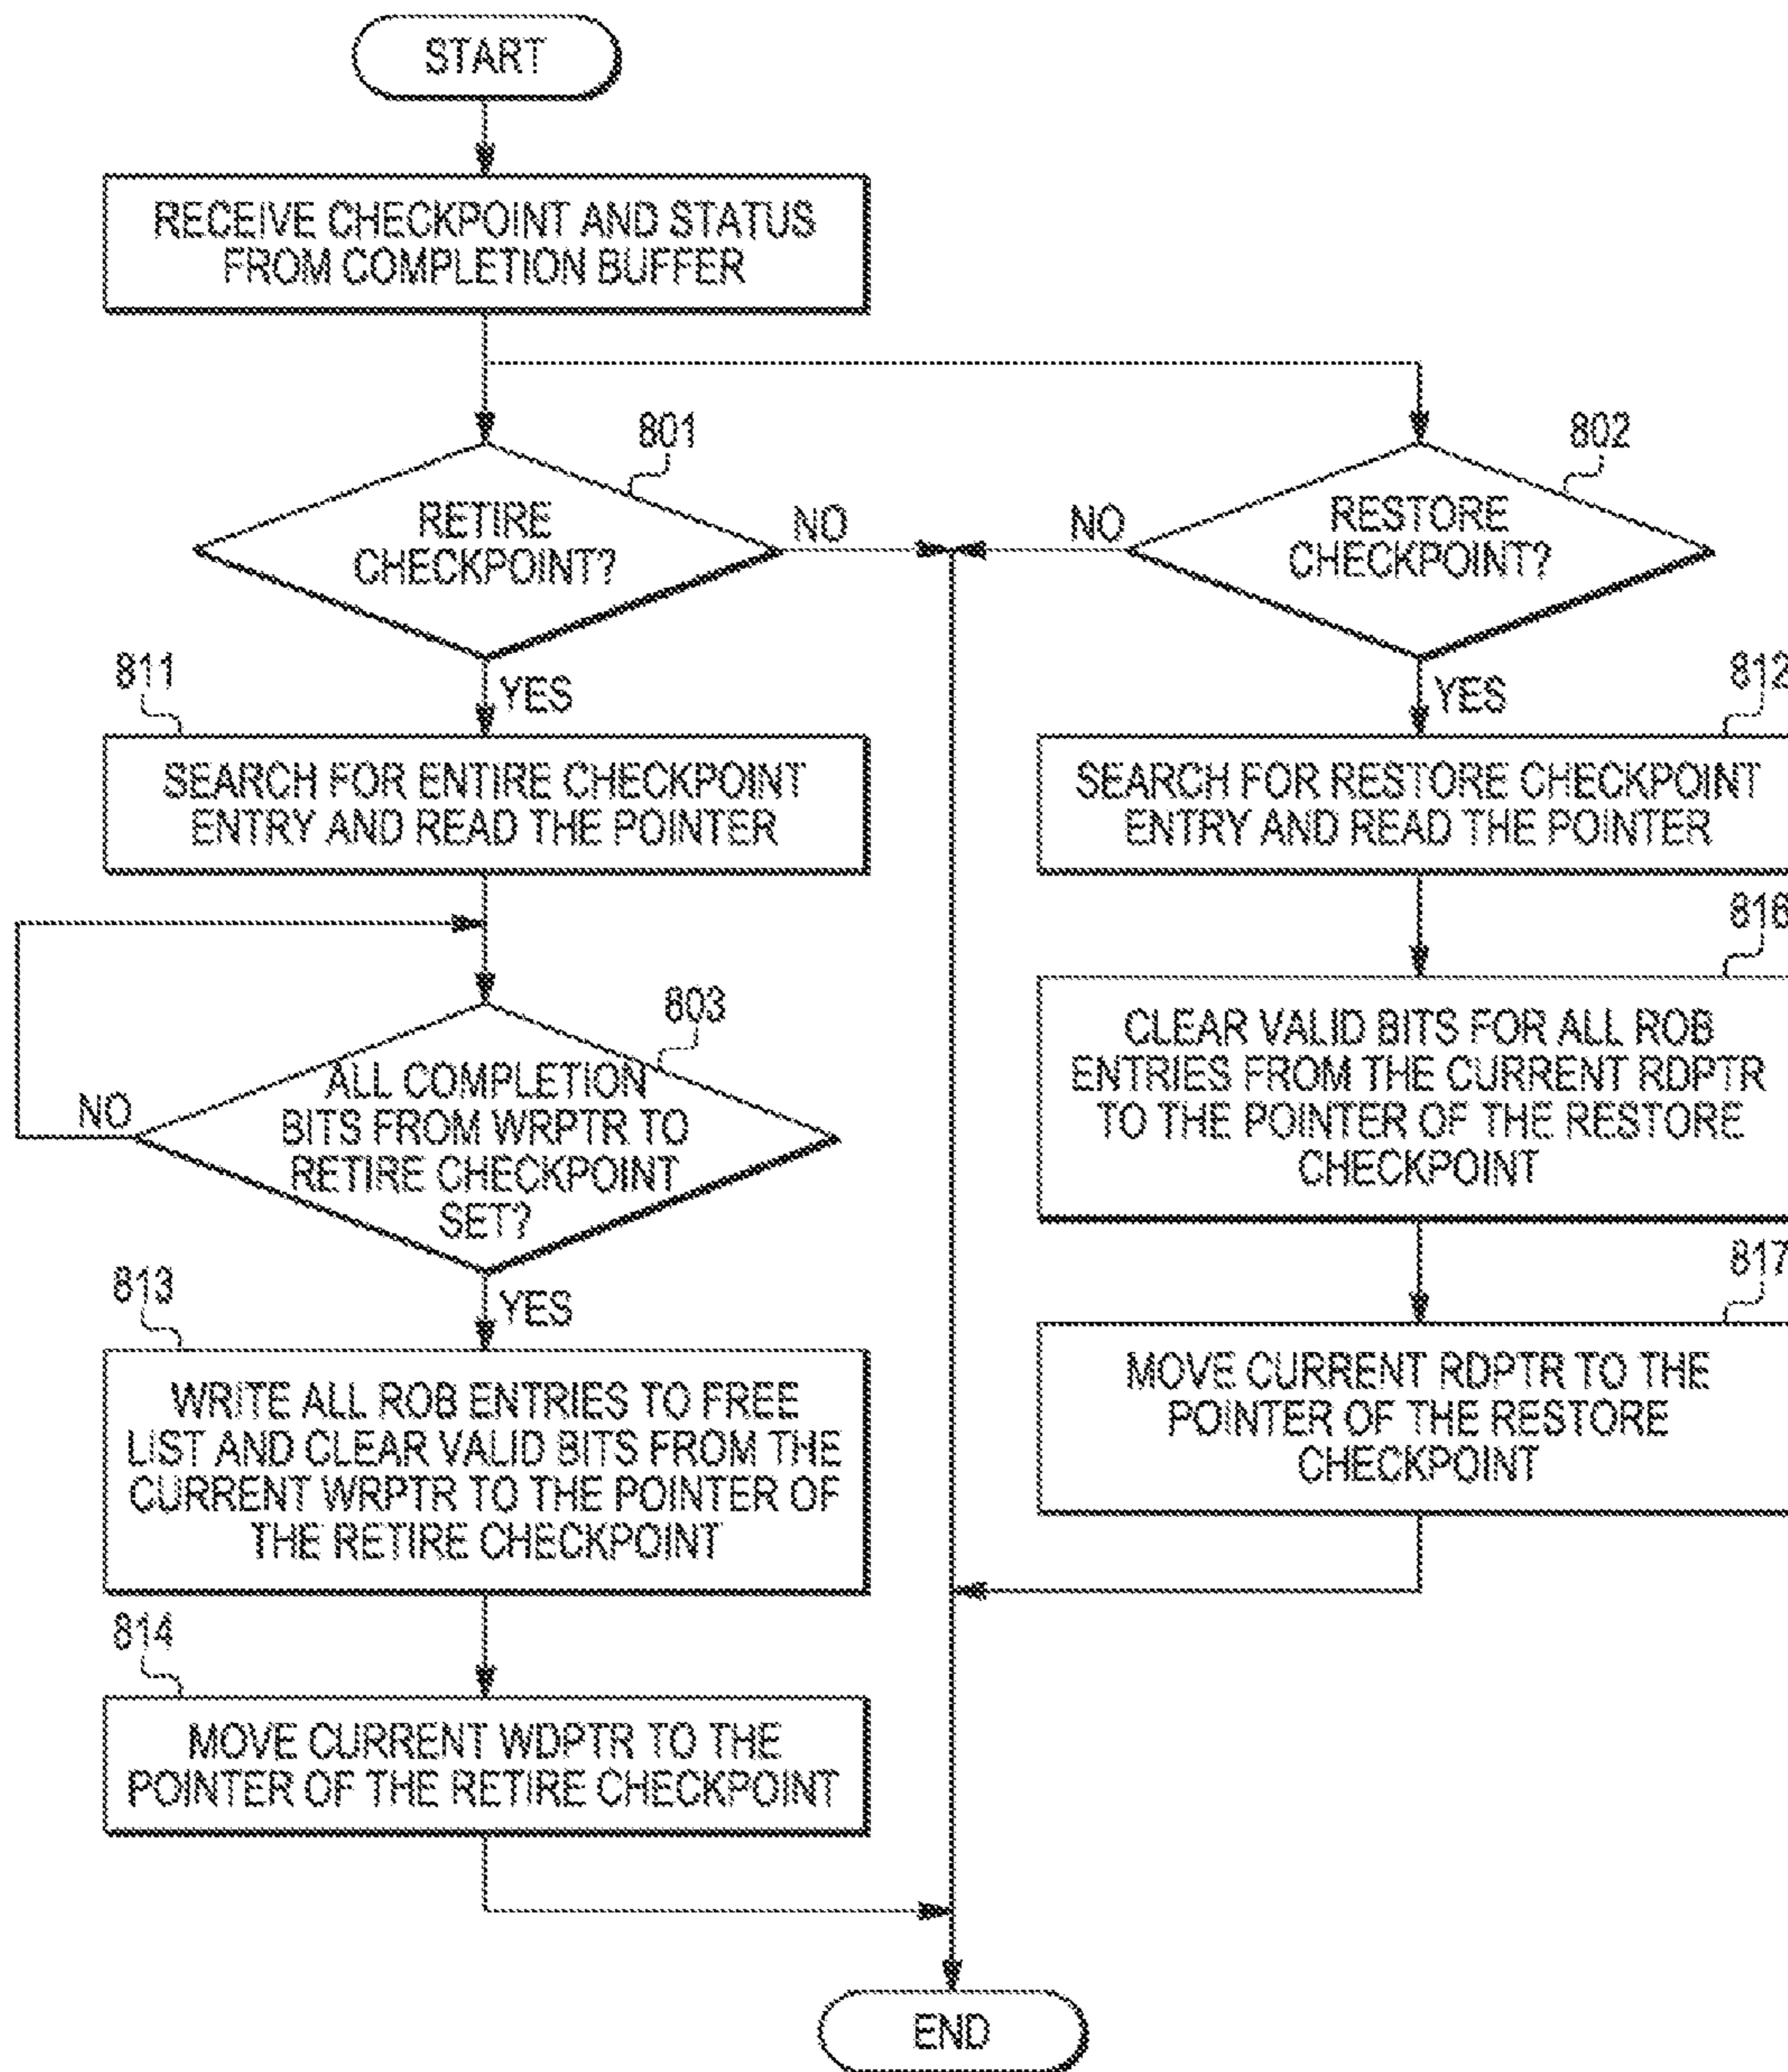 START
RECEIVE CHECKPOINT AND STATUS
FROM COMPLETION BUFFER
801
RETIRE
CHECKPOINT?
NO
YES
802
RESTORE
CHECKPOINT?
NO
YES
811
SEARCH FOR ENTIRE CHECKPOINT
ENTRY AND READ THE POINTER
812
SEARCH FOR RESTORE CHECKPOINT
ENTRY AND READ THE POINTER
803
ALL COMPLETION
BITS FROM WRPTR TO
RETIRE CHECKPOINT
SET?
NO
YES
816
CLEAR VALID BITS FOR ALL ROB
ENTRIES FROM THE CURRENT RDPTR
TO THE POINTER OF THE RESTORE
CHECKPOINT
813
WRITE ALL ROB ENTRIES TO FREE
LIST AND CLEAR VALID BITS FROM THE
CURRENT WRPTR TO THE POINTER OF
THE RETIRE CHECKPOINT
817
MOVE CURRENT RDPTR TO THE
POINTER OF THE RESTORE
CHECKPOINT
814
MOVE CURRENT WDPTR TO THE
POINTER OF THE RETIRE CHECKPOINT
END